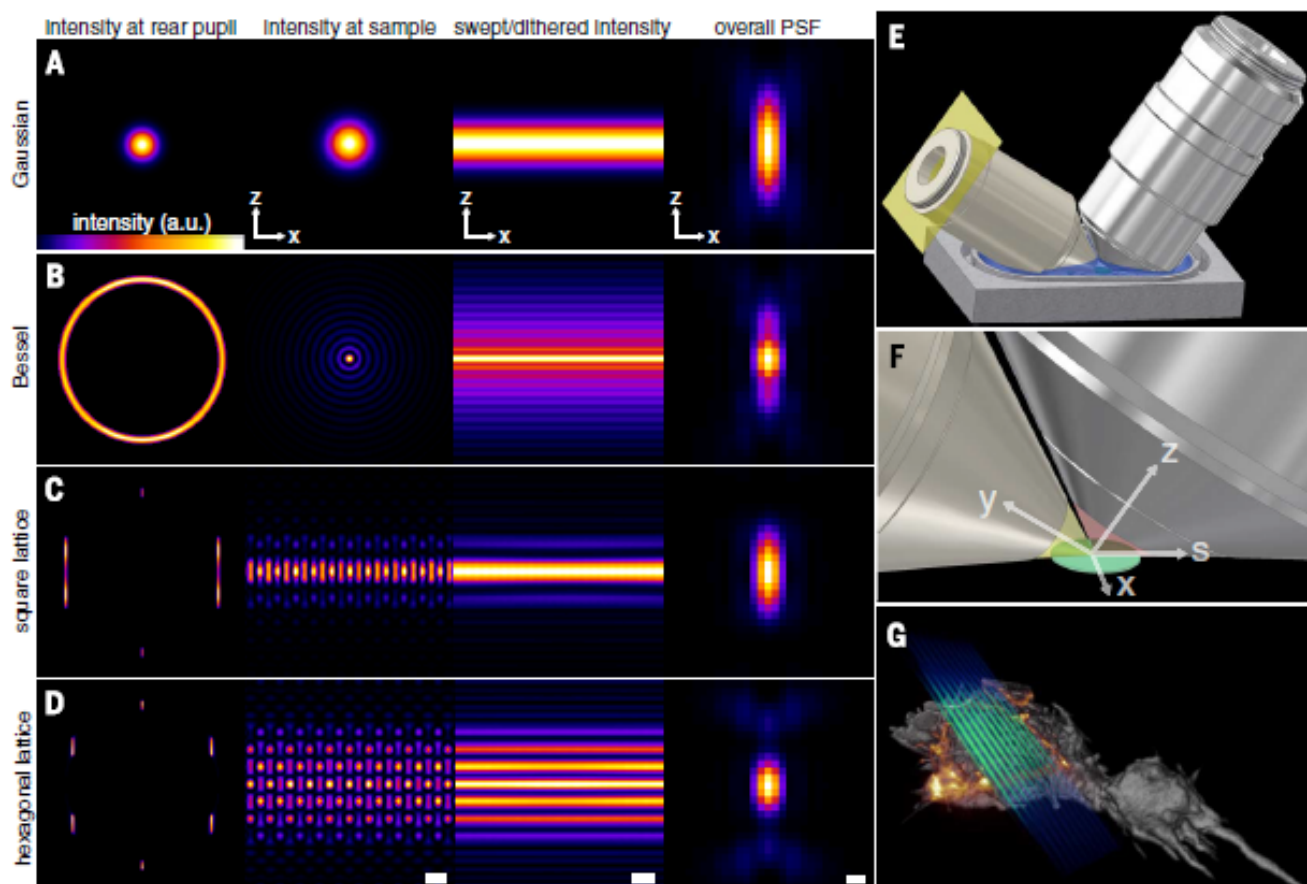 intensity at rear pupil intensity at sample swept/dithered intensity overall PSF
A
E
Gaussian
z z z
intensity (a.u.)
x x x
B
Bessel
F
z
y
s
x
C
square lattice
G
D
hexagonal lattice